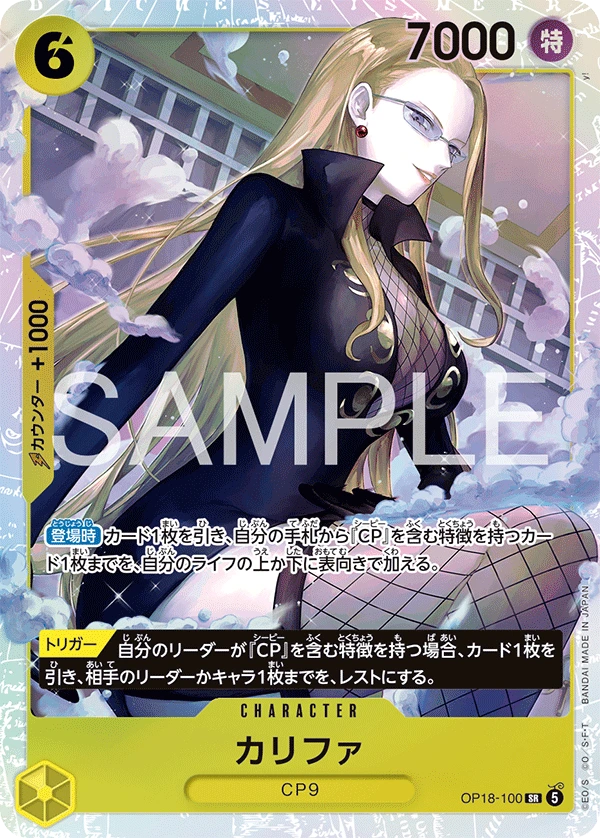 6
7000
特
カウンター +1000
SAMPLE
登場時 カード1枚を引き、自分の手札から『CP』を含む特徴を持つカー
ド1枚までを、自分のライフの上か下に表向きで加える。
トリガー 自分のリーダーが『CP』を含む特徴を持つ場合、カード1枚を
引き、相手のリーダーかキャラ1枚までを、レストにする。
CHARACTER
カリファ
CP9
OP18-100 SR 5
©E.O/S ©O/S・F・T BANDAI MADE IN JAPAN
y!